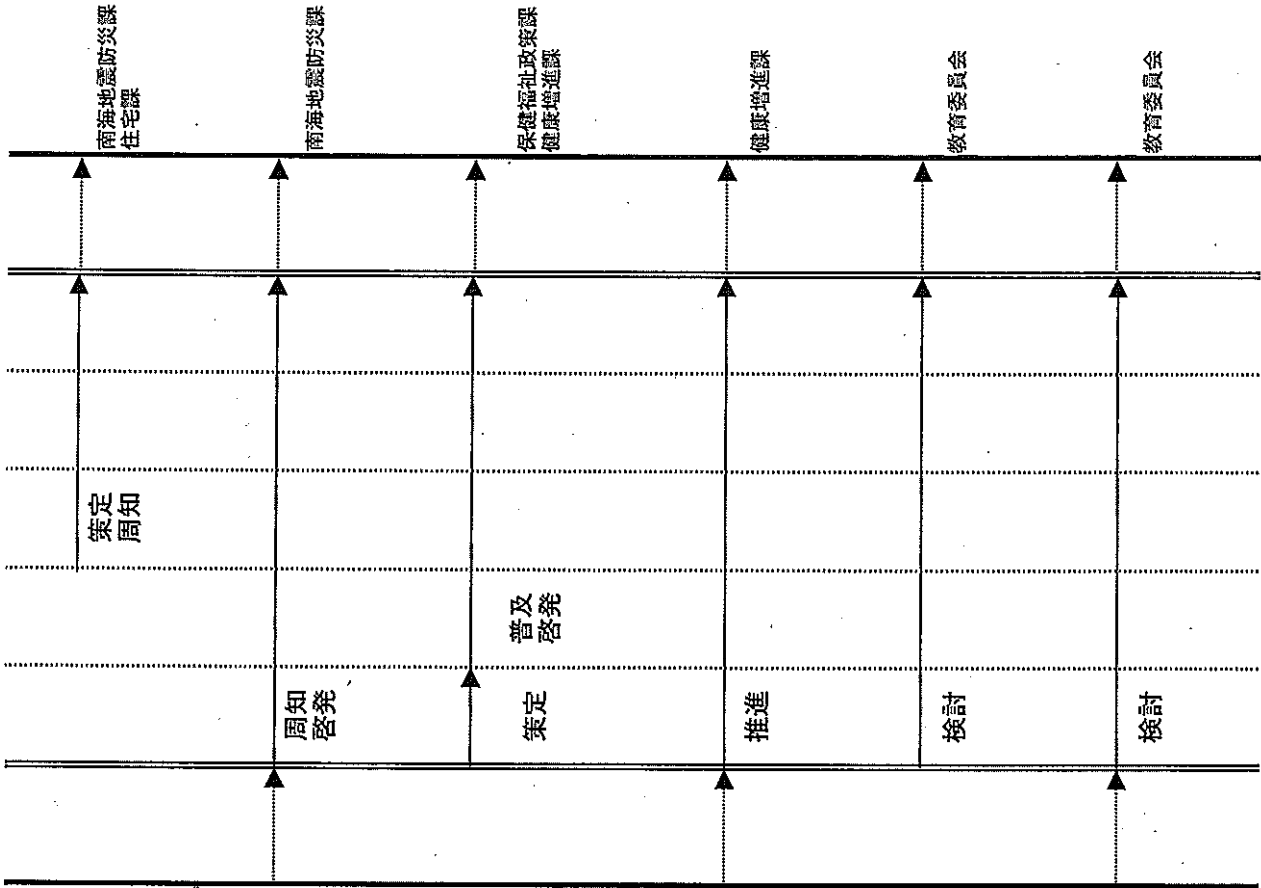 策定
周知
南海地震防災課
住宅課
周知
啓発
南海地震防災課
策定
普及
啓発
保健福祉政策課
健康増進課
推進
健康増進課
検討
教育委員会
検討
教育委員会